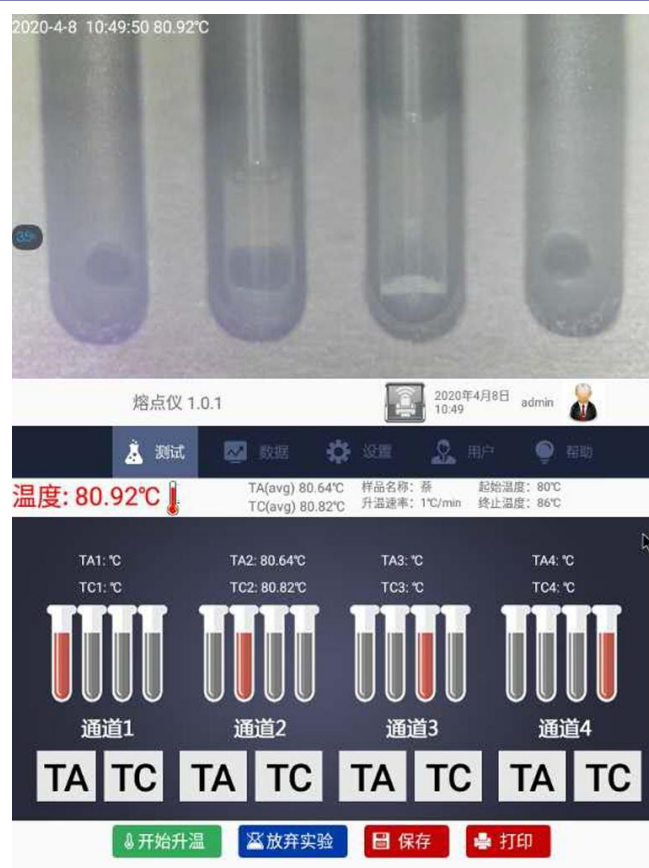 2020-4-8 10:49:50 80.92℃
35%
熔点仪 1.0.1
2020年4月8日
10:49
admin
测试
数据
设置
用户
帮助
温度: 80.92℃
TA(avg) 80.64℃
TC(avg) 80.82℃
样品名称: 萘
升温速率: 1℃/min
起始温度: 80℃
终止温度: 86℃
TA1: ℃
TC1: ℃
TA2: 80.64℃
TC2: 80.82℃
TA3: ℃
TC3: ℃
TA4: ℃
TC4: ℃
通道1
通道2
通道3
通道4
TA TC TA TC TA TC TA TC
开始升温
放弃实验
保存
打印